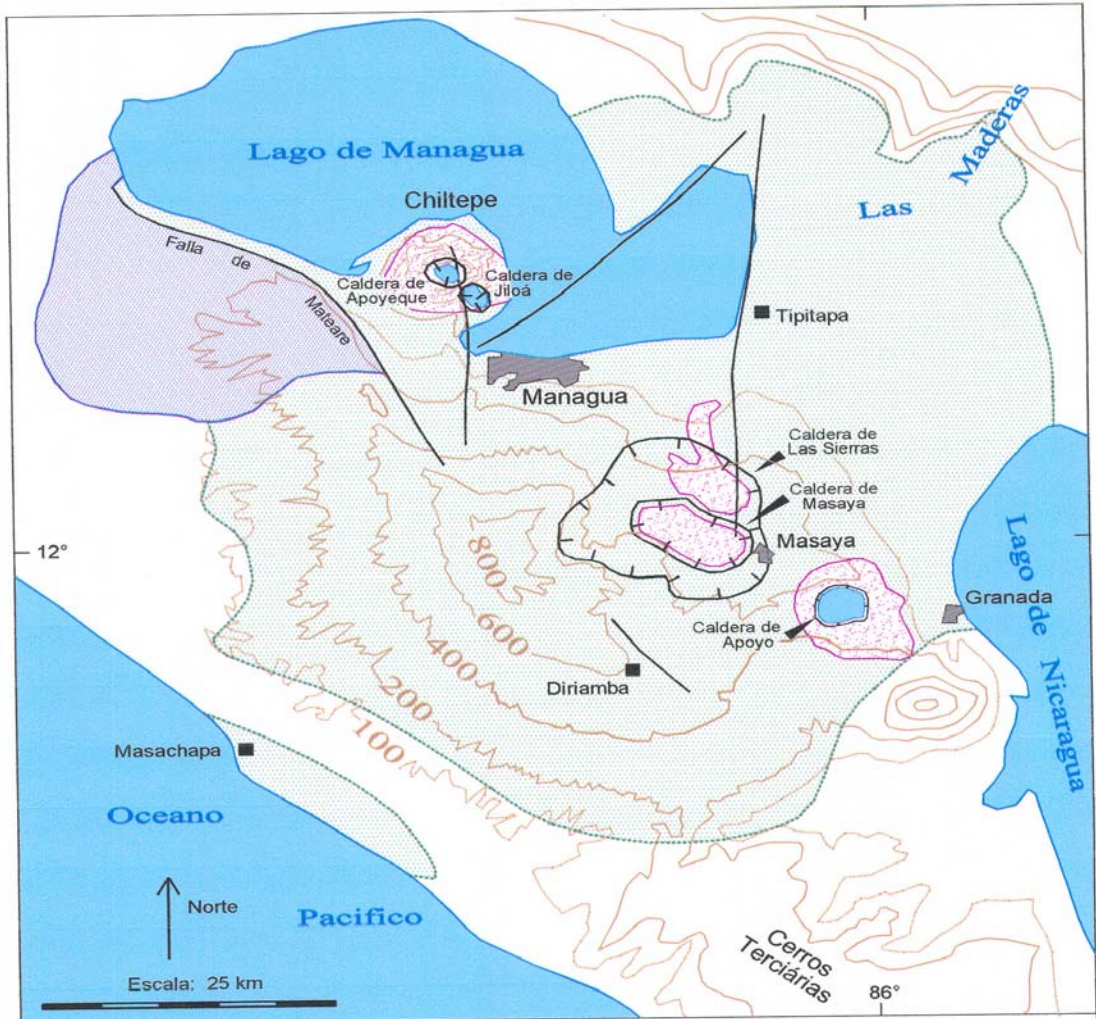 Lago de Managua
Maderas
Las
Chiltepe
Falla de
Mateare
Caldera de
Apoyeque
Caldera de
Jiloá
Tipitapa
Managua
Caldera de
Las Sierras
Caldera de
Masaya
Masaya
12°
800
600
400
200
100
Granada
Caldera de
Apoyo
Lago de Nicaragua
Diriamba
Masachapa
Oceano
Pacifico
Norte
Escala: 25 km
Cerros
Terciárias
86°